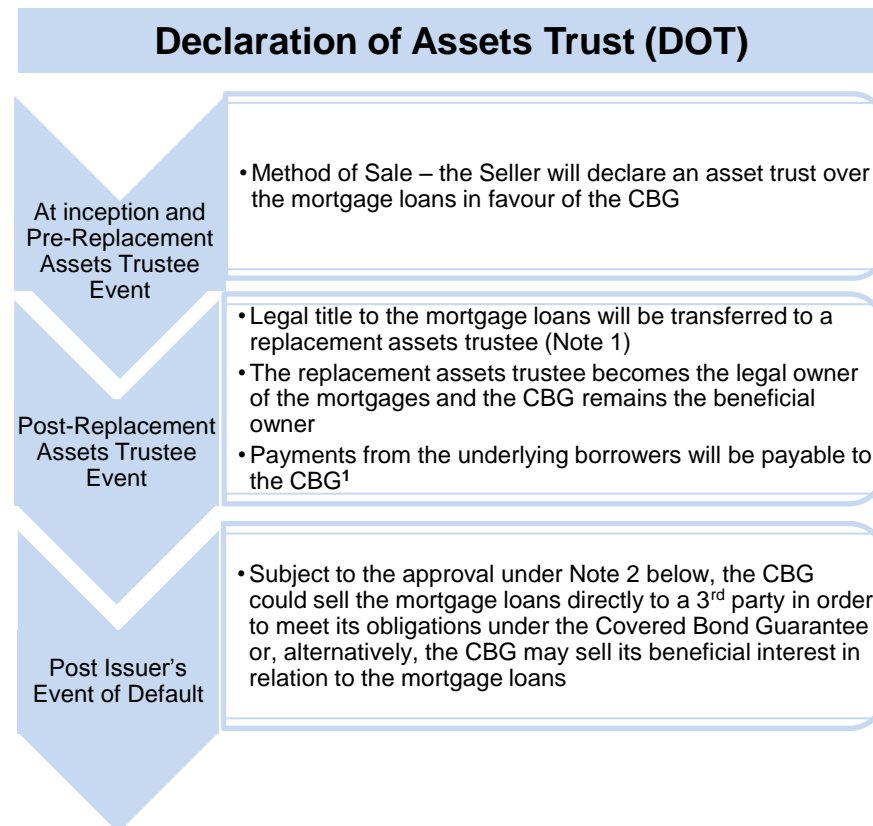 Declaration of Assets Trust (DOT)
At inception and
Pre-Replacement
Assets Trustee
Event
• Method of Sale – the Seller will declare an asset trust over
the mortgage loans in favour of the CBG
Post-Replacement
Assets Trustee
Event
• Legal title to the mortgage loans will be transferred to a
replacement assets trustee (Note 1)
• The replacement assets trustee becomes the legal owner
of the mortgages and the CBG remains the beneficial
owner
• Payments from the underlying borrowers will be payable to
the CBG¹
Post Issuer's
Event of Default
• Subject to the approval under Note 2 below, the CBG
could sell the mortgage loans directly to a 3rd party in order
to meet its obligations under the Covered Bond Guarantee
or, alternatively, the CBG may sell its beneficial interest in
relation to the mortgage loans